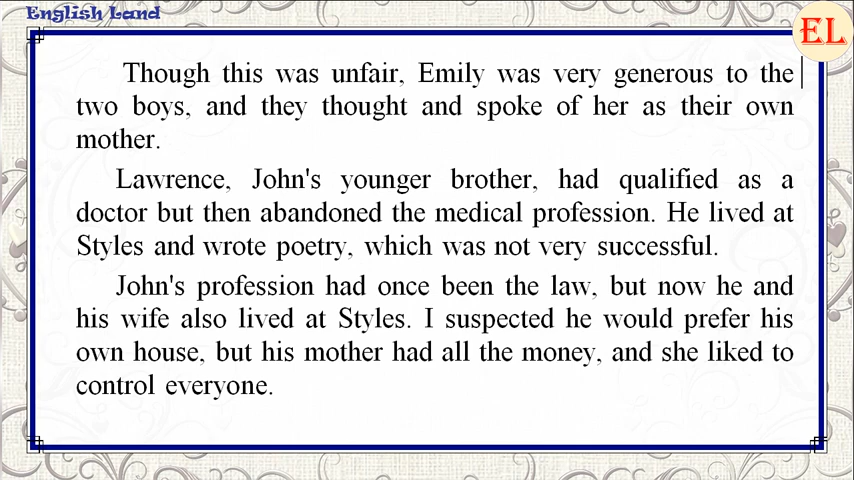 English Land
EL
Though this was unfair, Emily was very generous to the
two boys, and they thought and spoke of her as their own
mother.
Lawrence, John's younger brother, had qualified as a
doctor but then abandoned the medical profession. He lived at
Styles and wrote poetry, which was not very successful.
John's profession had once been the law, but now he and
his wife also lived at Styles. I suspected he would prefer his
own house, but his mother had all the money, and she liked to
control everyone.